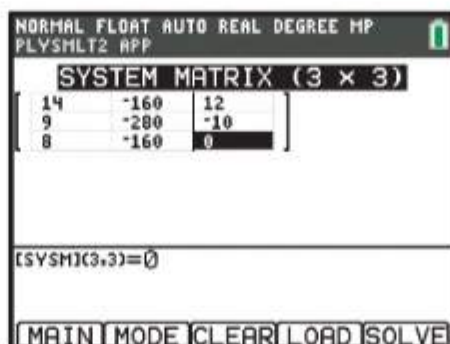 NORMAL FLOAT AUTO REAL DEGREE MP
PLYSMLT2 APP
SYSTEM MATRIX (3 × 3)
14 -160 12
9 -280 -10
8 -160 0
[SYSM](3,3)=0
MAIN MODE CLEAR LOAD SOLVE